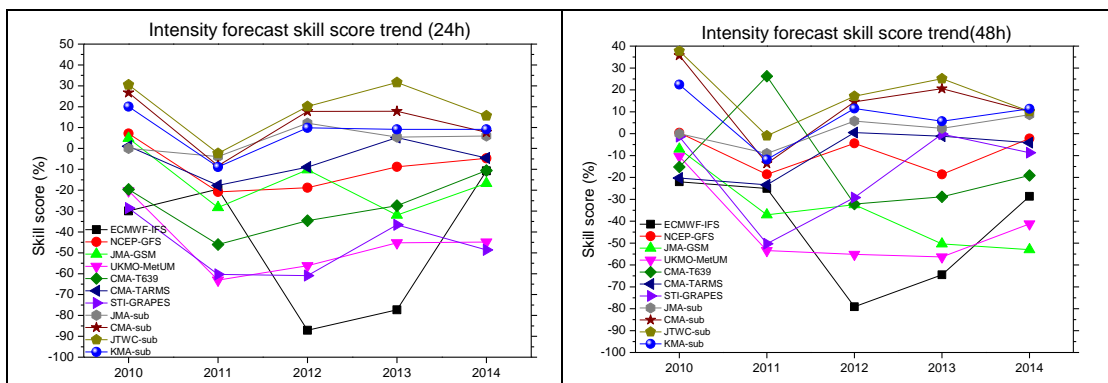 Intensity forecast skill score trend (24h)
Skill score (%)
50
40
30
20
10
0
-10
-20
-30
-40
-50
-60
-70
-80
-90
-100
ECMWF-IFS
NCEP-GFS
JMA-GSM
UKMO-MetUM
CMA-T639
CMA-TARMS
STI-GRAPES
JMA-sub
CMA-sub
JTWC-sub
KMA-sub
2010 2011 2012 2013 2014
Intensity forecast skill score trend(48h)
Skill score (%)
40
30
20
10
0
-10
-20
-30
-40
-50
-60
-70
-80
-90
-100
ECMWF-IFS
NCEP-GFS
JMA-GSM
UKMO-MetUM
CMA-T639
CMA-TARMS
STI-GRAPES
JMA-sub
CMA-sub
JTWC-sub
KMA-sub
2010 2011 2012 2013 2014